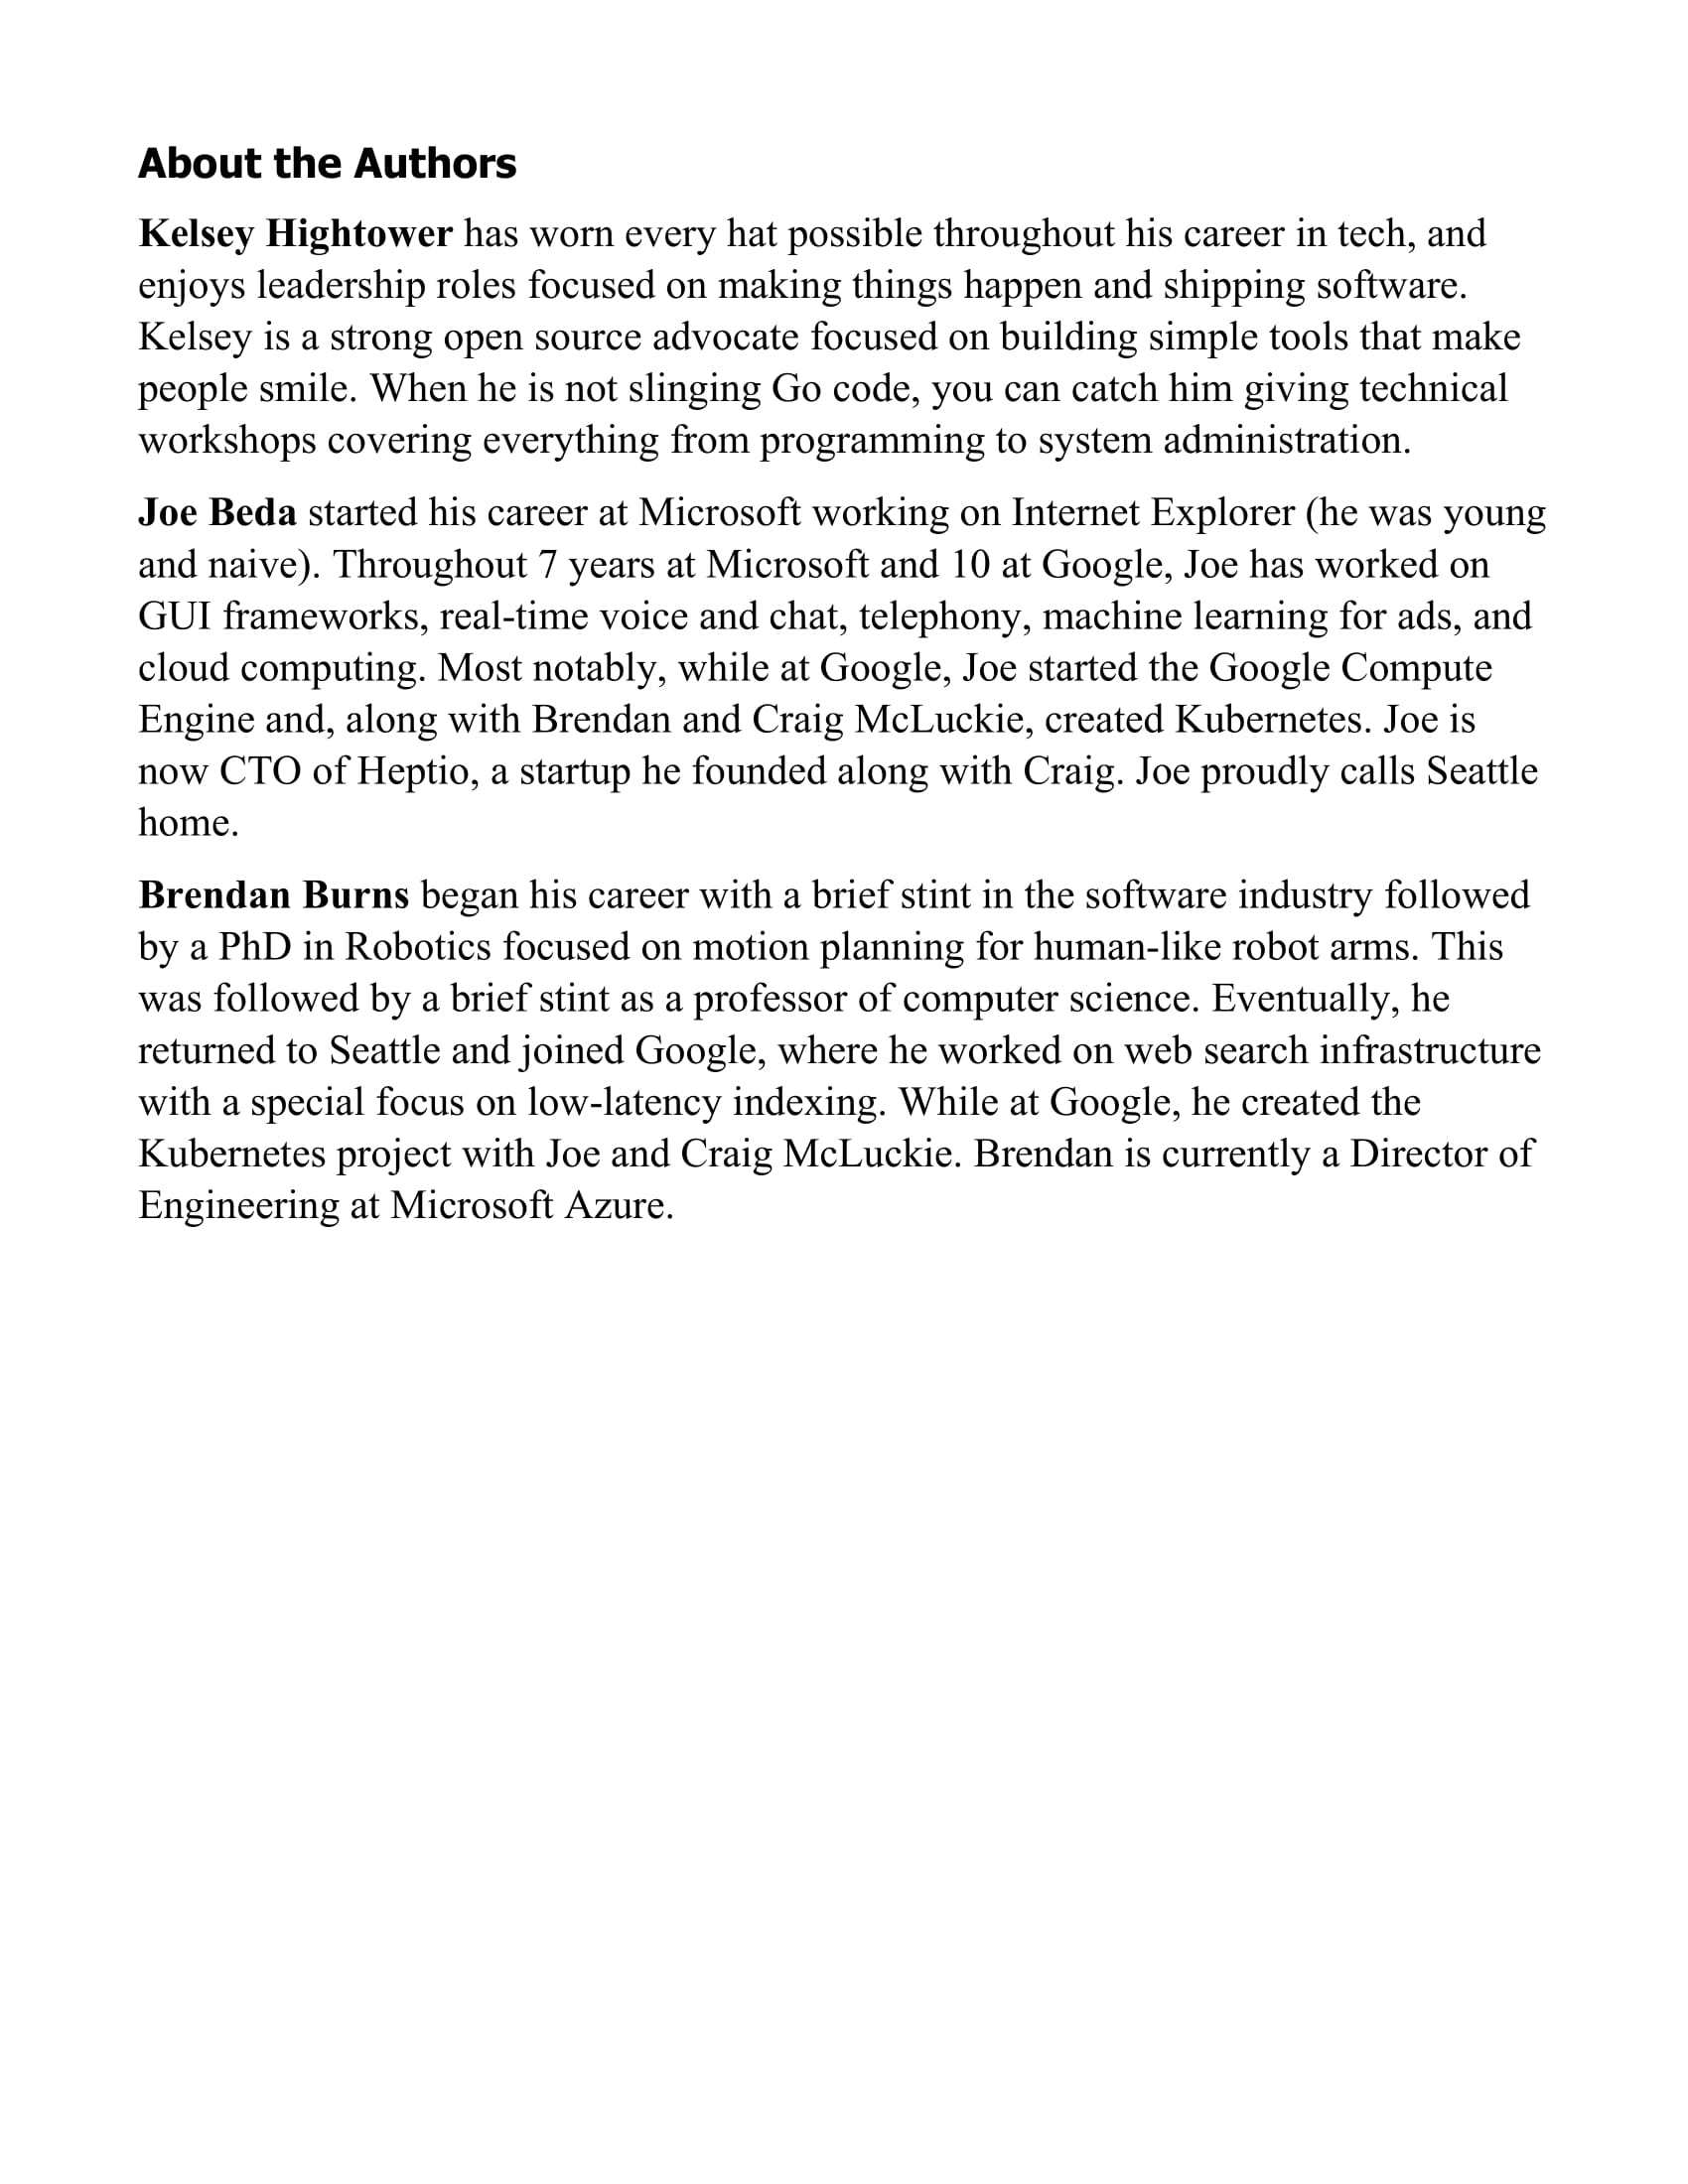 About the Authors
Kelsey Hightower has worn every hat possible throughout his career in tech, and
enjoys leadership roles focused on making things happen and shipping software.
Kelsey is a strong open source advocate focused on building simple tools that make
people smile. When he is not slinging Go code, you can catch him giving technical
workshops covering everything from programming to system administration.
Joe Beda started his career at Microsoft working on Internet Explorer (he was young
and naive). Throughout 7 years at Microsoft and 10 at Google, Joe has worked on
GUI frameworks, real-time voice and chat, telephony, machine learning for ads, and
cloud computing. Most notably, while at Google, Joe started the Google Compute
Engine and, along with Brendan and Craig McLuckie, created Kubernetes. Joe is
now CTO of Heptio, a startup he founded along with Craig. Joe proudly calls Seattle
home.
Brendan Burns began his career with a brief stint in the software industry followed
by a PhD in Robotics focused on motion planning for human-like robot arms. This
was followed by a brief stint as a professor of computer science. Eventually, he
returned to Seattle and joined Google, where he worked on web search infrastructure
with a special focus on low-latency indexing. While at Google, he created the
Kubernetes project with Joe and Craig McLuckie. Brendan is currently a Director of
Engineering at Microsoft Azure.